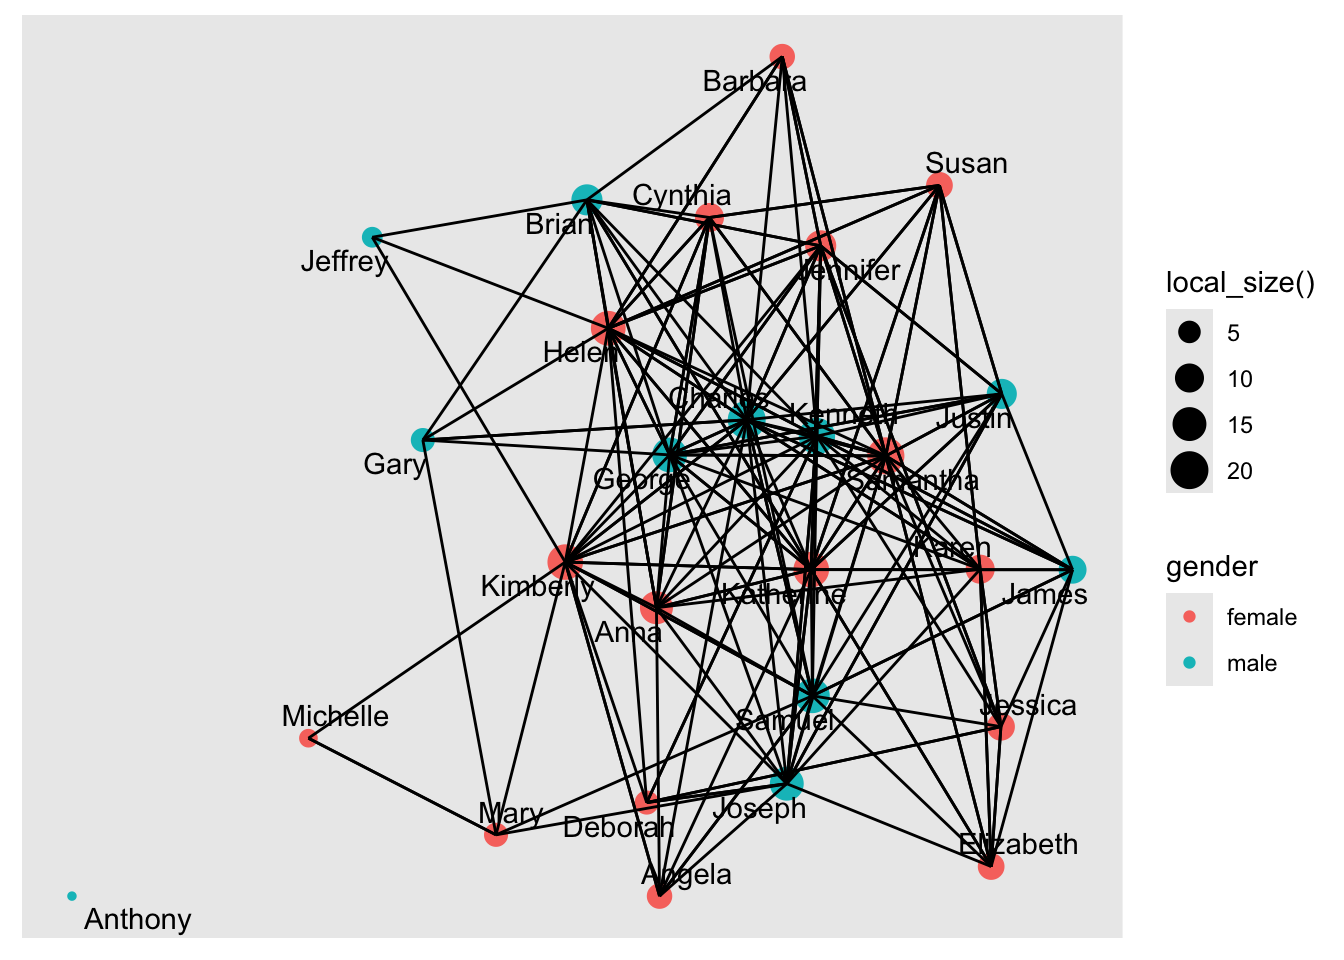 Barbara
Susan
Cynthia
Brian
Jeffrey
Jennifer
Helen
Charles
Kenneth
Justin
Gary
George
Samantha
Karen
Kimberly
Katherine
James
Anna
Michelle
Samuel
Jessica
Mary
Deborah
Joseph
Elizabeth
Angela
Anthony
local_size()
5
10
15
20
gender
female
male